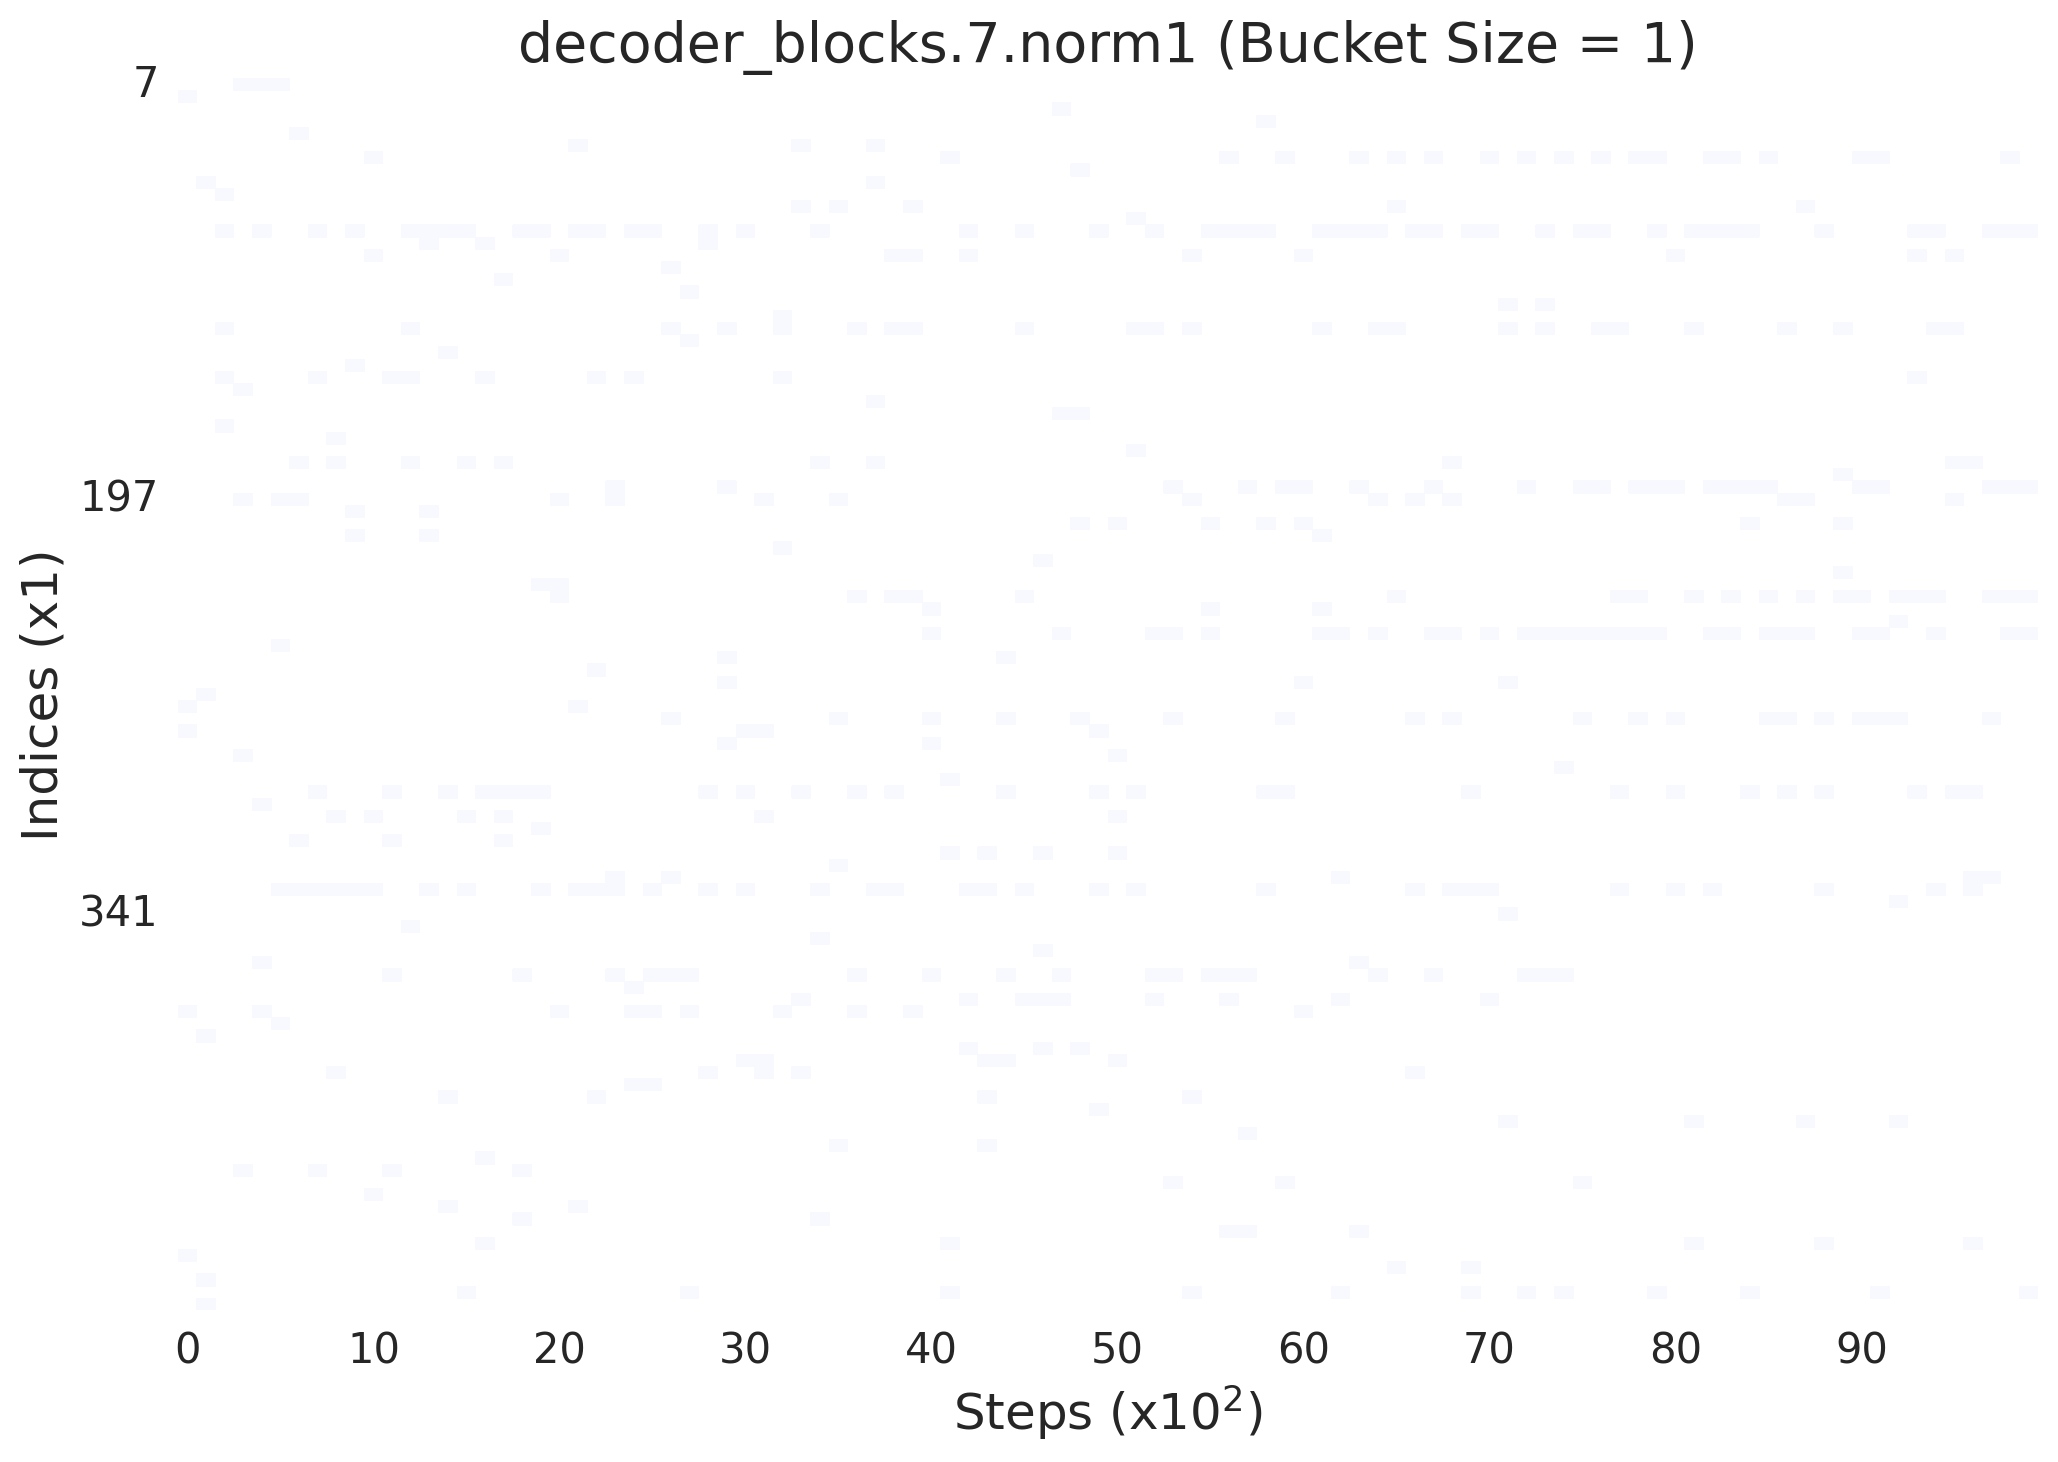 decoder_blocks.7.norm1 (Bucket Size = 1)
7
197
341
Indices (x1)
0 10 20 30 40 50 60 70 80 90
Steps (x10²)